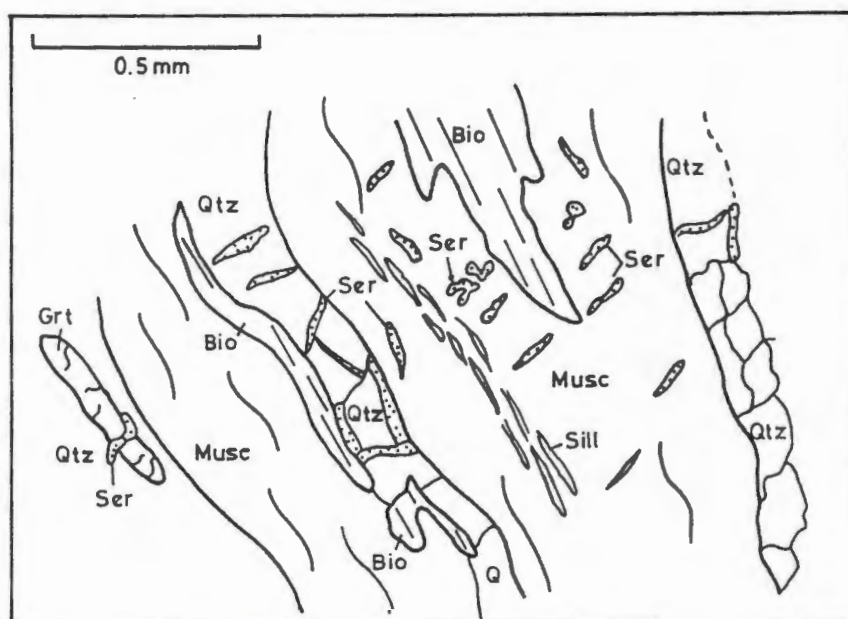 0.5 mm
Bio
Qtz
Qtz
Ser
Ser
Ser
Grt
Bio
Musc
Qtz
Qtz
Sill
Qtz
Musc
Ser
Bio
Q